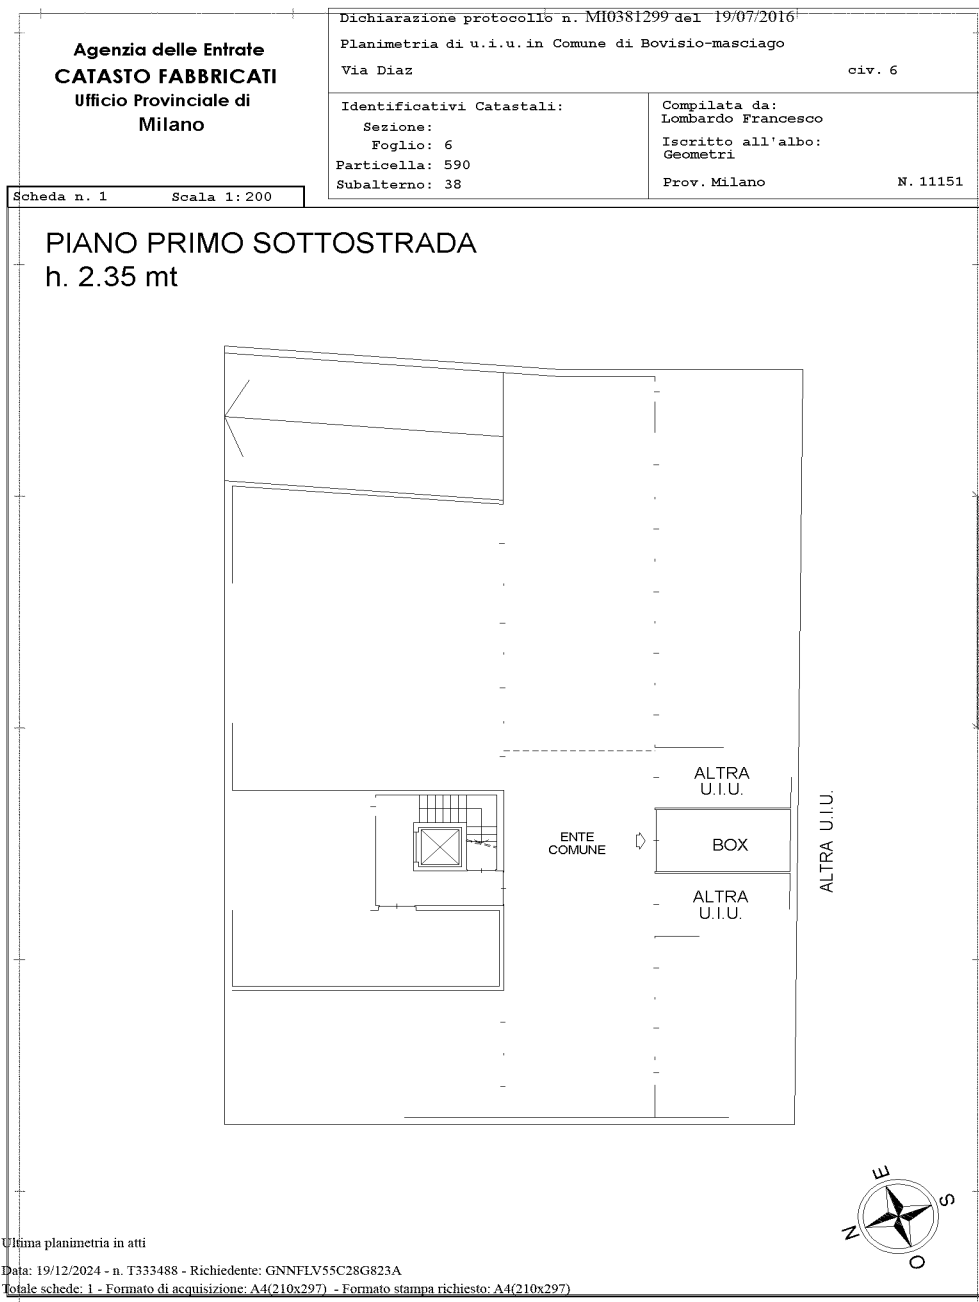 Agenzia delle Entrate
CATASTO FABBRICATI
Ufficio Provinciale di
Milano
Dichiarazione protocollo n. MI0381299 del 19/07/2016
Planimetria di u.i.u. in Comune di Bovisio-masciago
Via Diaz civ. 6
Identificativi Catastali:
Sezione:
Foglio: 6
Particella: 590
Subalterno: 38
Compilata da:
Lombardo Francesco
Iscritto all'albo:
Geometri
Prov. Milano N. 11151
Scheda n. 1 Scala 1:200
PIANO PRIMO SOTTOSTRADA
h. 2.35 mt
ALTRA
U.I.U.
ENTE
COMUNE
BOX
ALTRA U.I.U.
ALTRA
U.I.U.
E
S
N
O
Ultima planimetria in atti
Data: 19/12/2024 - n. T333488 - Richiedente: GNNFLV55C28G823A
Totale schede: 1 - Formato di acquisizione: A4(210x297) - Formato stampa richiesto: A4(210x297)